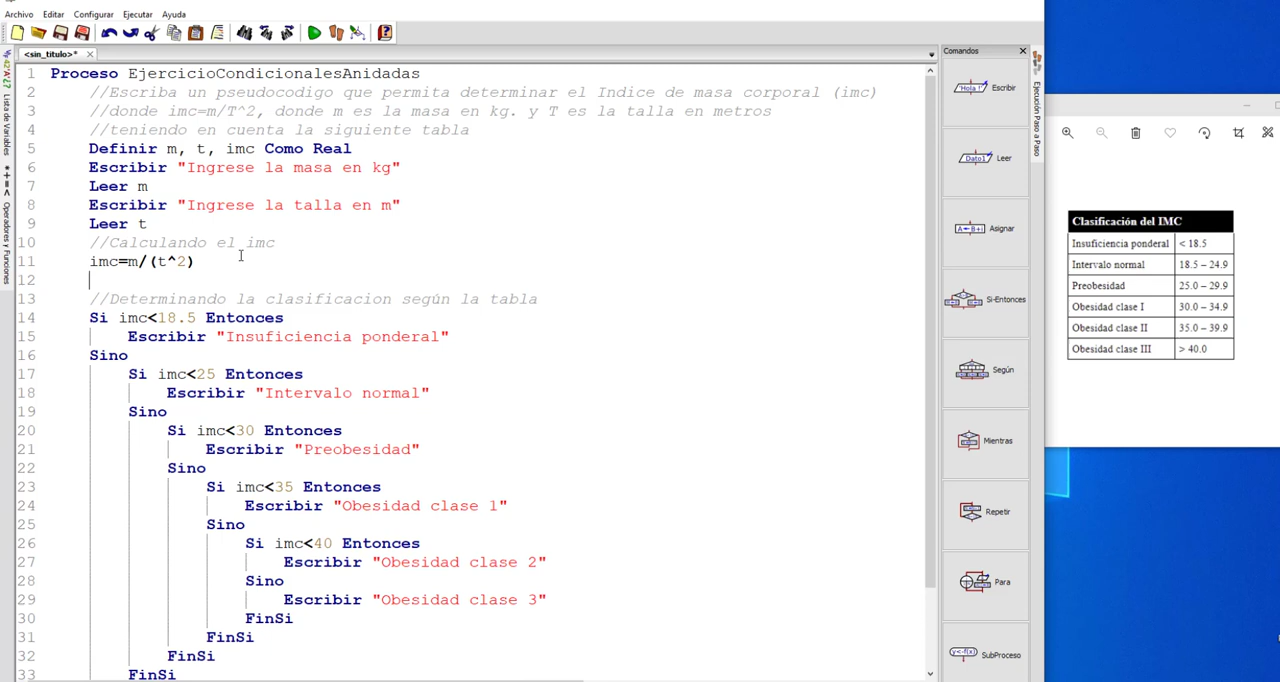 Archivo Editar Configurar Ejecutar Ayuda
<sin_titulo>*
Lista de Variables
Operadores y Funciones
1 Proceso EjercicioCondicionalesAnidadas
2 //Escriba un pseudocodigo que permita determinar el Indice de masa corporal (imc)
3 //donde imc=m/T^2, donde m es la masa en kg. y T es la talla en metros
4 //teniendo en cuenta la siguiente tabla
5 Definir m, t, imc Como Real
6 Escribir "Ingrese la masa en kg"
7 Leer m
8 Escribir "Ingrese la talla en m"
9 Leer t
10 //Calculando el imc
11 imc=m/(t^2)
12
13 //Determinando la clasificacion según la tabla
14 Si imc<18.5 Entonces
15 Escribir "Insuficiencia ponderal"
16 Sino
17 Si imc<25 Entonces
18 Escribir "Intervalo normal"
19 Sino
20 Si imc<30 Entonces
21 Escribir "Preobesidad"
22 Sino
23 Si imc<35 Entonces
24 Escribir "Obesidad clase 1"
25 Sino
26 Si imc<40 Entonces
27 Escribir "Obesidad clase 2"
28 Sino
29 Escribir "Obesidad clase 3"
30 FinSi
31 FinSi
32 FinSi
33 FinSi
Comandos
Escribir
Leer
Asignar
Si-Entonces
Según
Mientras
Repetir
Para
SubProceso
Ejecución Paso a Paso
Clasificación del IMC
Insuficiencia ponderal < 18.5
Intervalo normal 18.5 – 24.9
Preobesidad 25.0 – 29.9
Obesidad clase I 30.0 – 34.9
Obesidad clase II 35.0 – 39.9
Obesidad clase III > 40.0